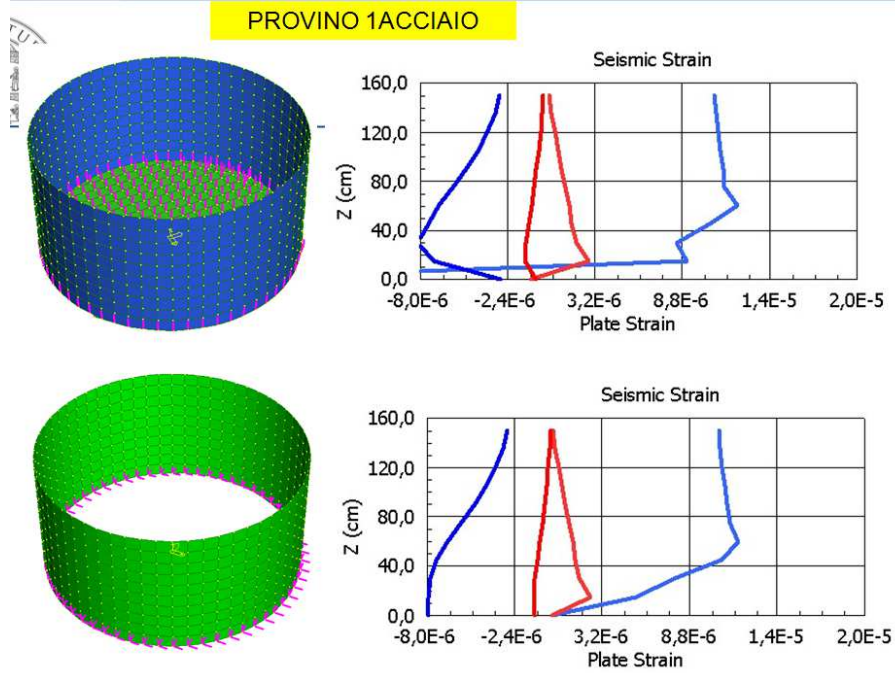 PROVINO 1ACCIAIO
Seismic Strain
160,0
120,0
80,0
40,0
0,0
Z (cm)
-8,0E-6 -2,4E-6 3,2E-6 8,8E-6 1,4E-5 2,0E-5
Plate Strain
Seismic Strain
160,0
120,0
80,0
40,0
0,0
Z (cm)
-8,0E-6 -2,4E-6 3,2E-6 8,8E-6 1,4E-5 2,0E-5
Plate Strain